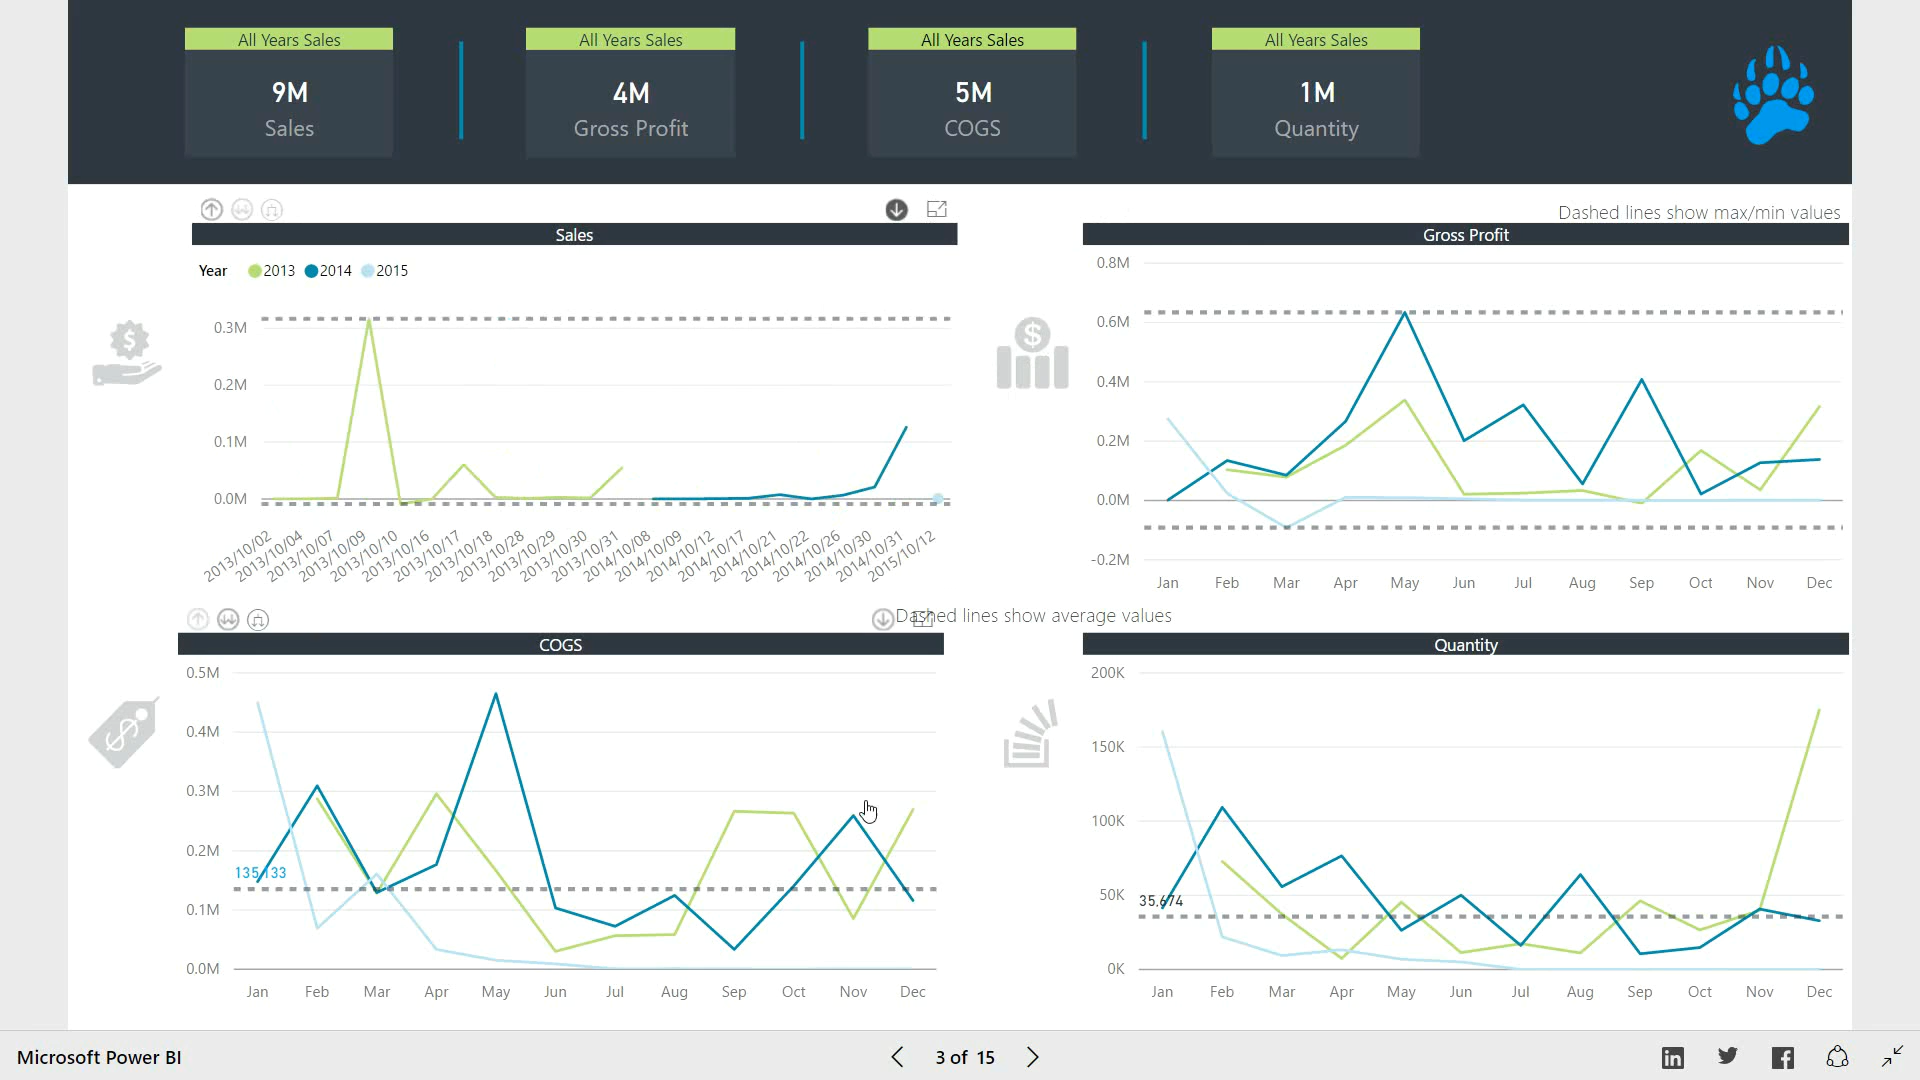 All Years Sales
9M
Sales
All Years Sales
4M
Gross Profit
All Years Sales
5M
COGS
All Years Sales
1M
Quantity
Sales
Year 2013 2014 2015
0.3M
0.2M
0.1M
0.0M
2013/10/02 2013/10/04 2013/10/07 2013/10/09 2013/10/10 2013/10/16 2013/10/17 2013/10/18 2013/10/28 2013/10/29 2013/10/30 2013/10/31 2014/10/08 2014/10/09 2014/10/12 2014/10/17 2014/10/21 2014/10/22 2014/10/26 2014/10/30 2014/10/31 2015/10/12
Dashed lines show max/min values
Gross Profit
0.8M
0.6M
0.4M
0.2M
0.0M
-0.2M
Jan Feb Mar Apr May Jun Jul Aug Sep Oct Nov Dec
Dashed lines show average values
COGS
0.5M
0.4M
0.3M
0.2M
135,133
0.1M
0.0M
Jan Feb Mar Apr May Jun Jul Aug Sep Oct Nov Dec
Quantity
200K
150K
100K
50K
35,674
0K
Jan Feb Mar Apr May Jun Jul Aug Sep Oct Nov Dec
Microsoft Power BI
3 of 15